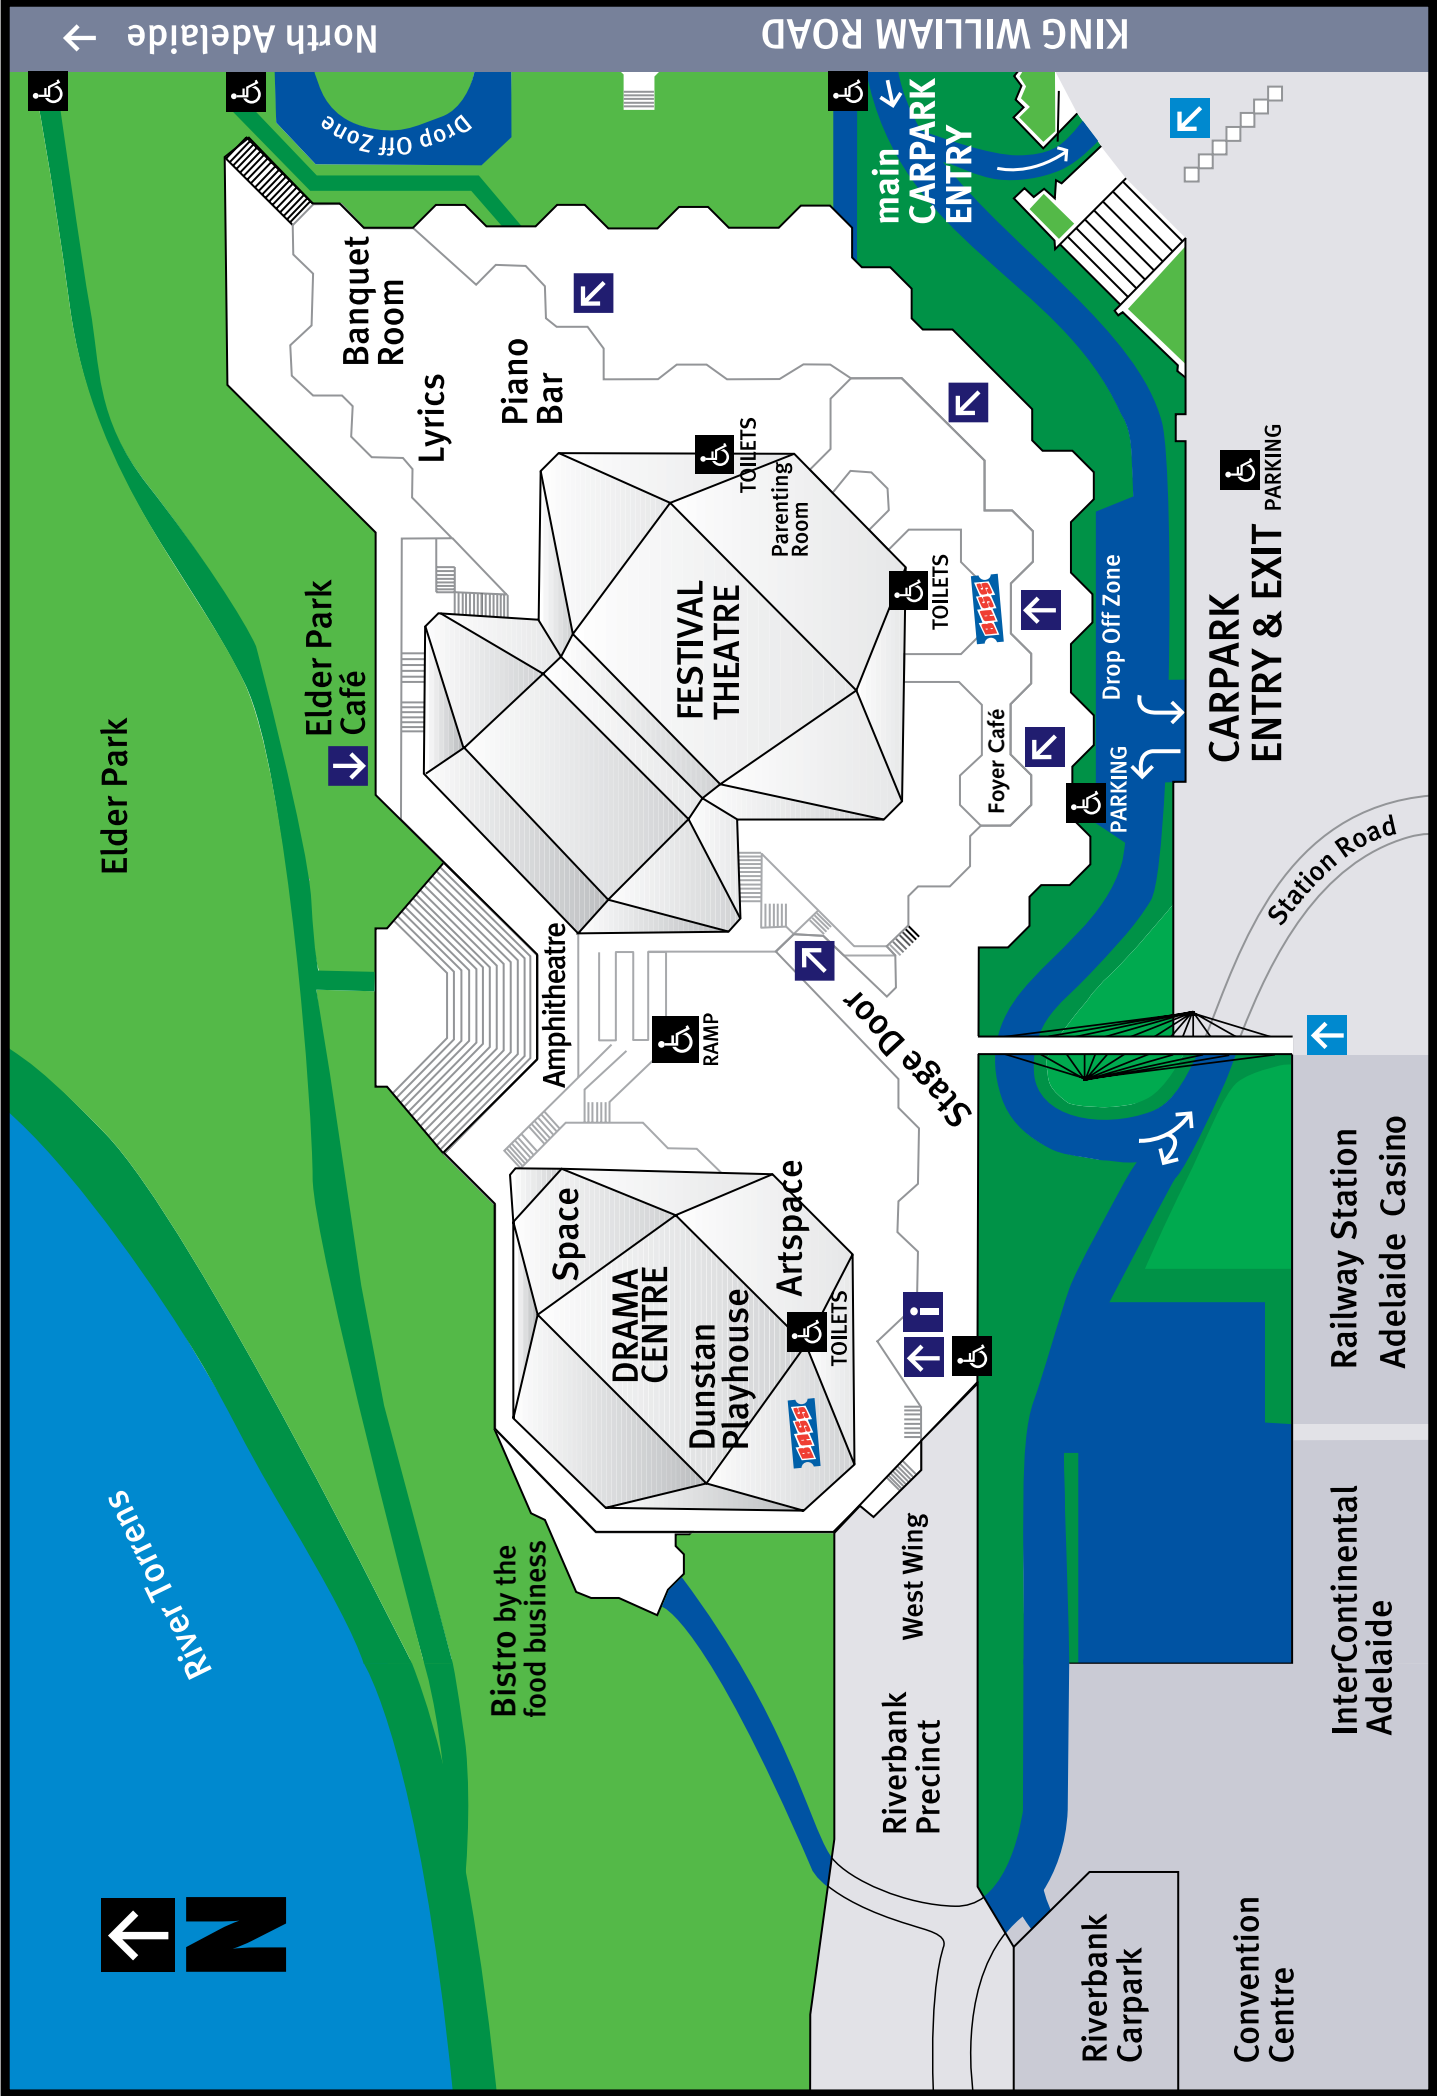 North Adelaide
KING WILLIAM ROAD
Drop Off Zone
main
CARPARK
ENTRY
Banquet
Room
Lyrics
Piano
Bar
TOILETS
Parenting
Room
FESTIVAL
THEATRE
TOILETS
BASS
Foyer Café
Drop Off Zone
PARKING
PARKING
CARPARK
ENTRY & EXIT
Station Road
Elder Park
Elder Park
Café
Amphitheatre
RAMP
Stage Door
Space
DRAMA
CENTRE
Dunstan
Playhouse
Artspace
TOILETS
BASS
i
River Torrens
Bistro by the
food business
West Wing
Riverbank
Precinct
Railway Station
Adelaide Casino
InterContinental
Adelaide
Riverbank
Carpark
Convention
Centre
N